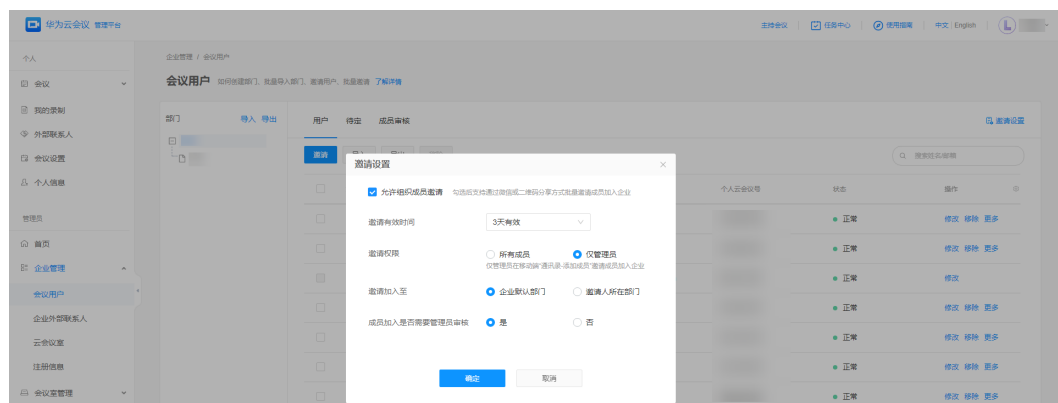 华为云会议 管理平台
主持会议 任务中心 使用指南 中文 | English
个人
会议
我的录制
外部联系人
会议设置
个人信息
管理员
首页
企业管理
会议用户
企业外部联系人
云会议室
注册信息
会议室管理
企业管理 / 会议用户
会议用户 如何创建部门、批量导入部门、邀请用户、批量邀请 了解详情
部门 导入 导出
用户 待定 成员审核 邀请设置
邀请 搜索姓名/邮箱
个人云会议号 状态 操作
正常 修改 移除 更多
正常 修改 移除 更多
正常 修改
正常 修改 移除 更多
正常 修改 移除 更多
正常 修改 移除 更多
正常 修改 移除 更多
邀请设置
允许组织成员邀请 勾选后支持通过微信或二维码分享方式批量邀请成员加入企业
邀请有效时间 3天有效
邀请权限 所有成员 仅管理员
仅管理员在移动端“通讯录-添加成员”邀请成员加入企业
邀请加入至 企业默认部门 邀请人所在部门
成员加入是否需要管理员审核 是 否
确定 取消